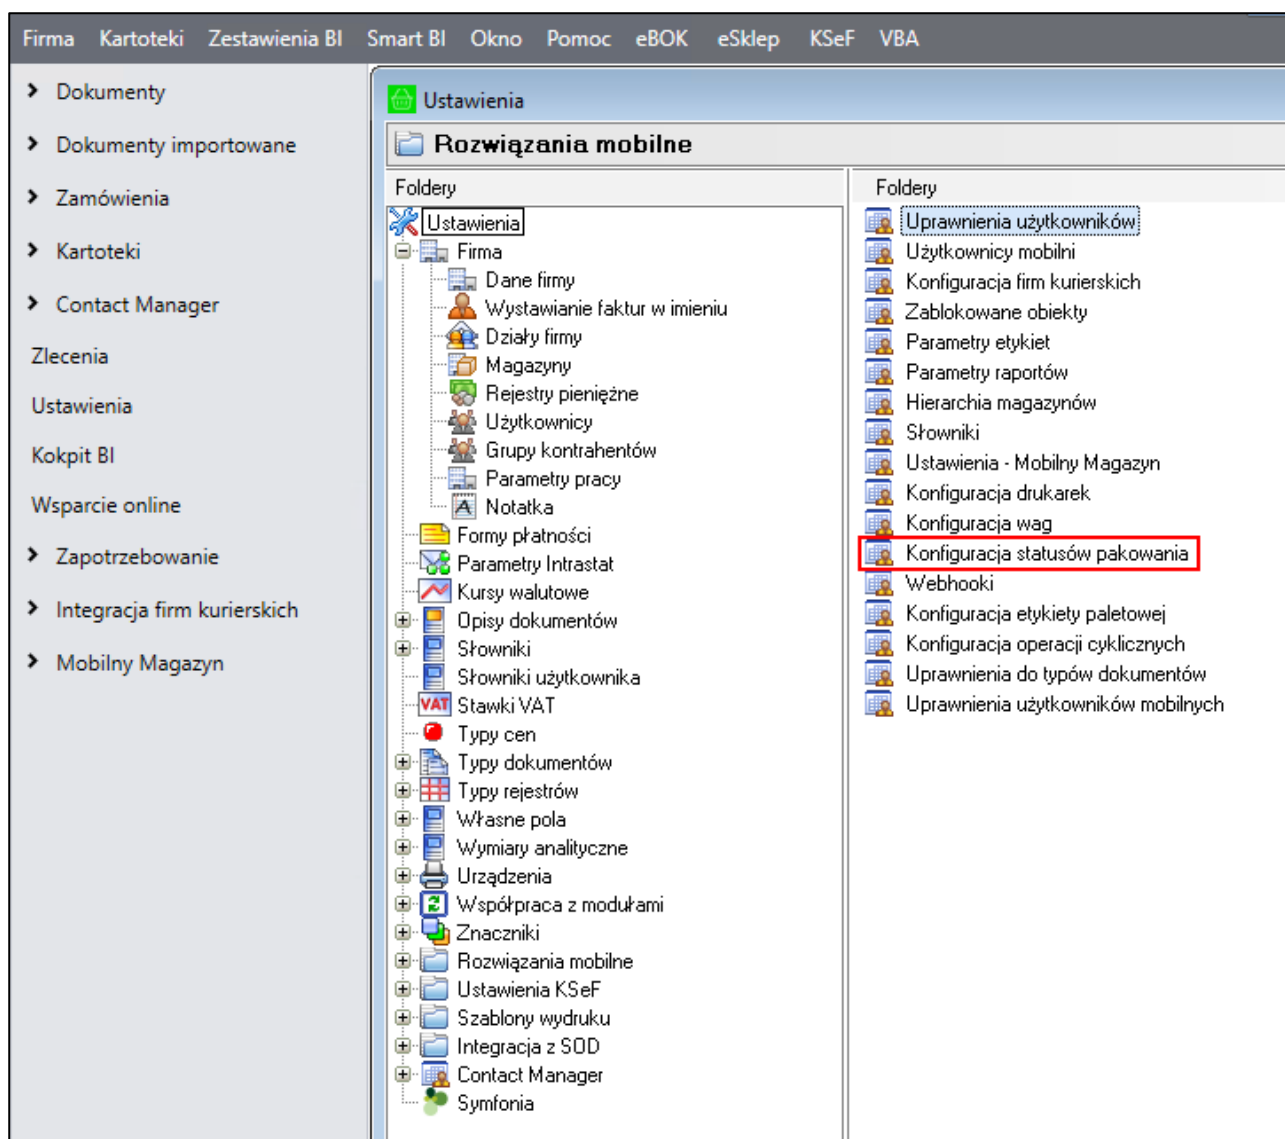 Firma Kartoteki Zestawienia BI Smart BI Okno Pomoc eBOK eSklep KSeF VBA
Dokumenty
Dokumenty importowane
Zamówienia
Kartoteki
Contact Manager
Zlecenia
Ustawienia
Kokpit BI
Wsparcie online
Zapotrzebowanie
Integracja firm kurierskich
Mobilny Magazyn
Ustawienia
Rozwiązania mobilne
Foldery
Ustawienia
Firma
Dane firmy
Wystawianie faktur w imieniu
Działy firmy
Magazyny
Rejestry pieniężne
Użytkownicy
Grupy kontrahentów
Parametry pracy
Notatka
Formy płatności
Parametry Intrastat
Kursy walutowe
Opisy dokumentów
Słowniki
Słowniki użytkownika
VAT Stawki VAT
Typy cen
Typy dokumentów
Typy rejestrów
Własne pola
Wymiary analityczne
Urządzenia
Współpraca z modułami
Znaczniki
Rozwiązania mobilne
Ustawienia KSeF
Szablony wydruku
Integracja z SOD
Contact Manager
Symfonia
Foldery
Uprawnienia użytkowników
Użytkownicy mobilni
Konfiguracja firm kurierskich
Zablokowane obiekty
Parametry etykiet
Parametry raportów
Hierarchia magazynów
Słowniki
Ustawienia - Mobilny Magazyn
Konfiguracja drukarek
Konfiguracja wag
Konfiguracja statusów pakowania
Webhooki
Konfiguracja etykiety paletowej
Konfiguracja operacji cyklicznych
Uprawnienia do typów dokumentów
Uprawnienia użytkowników mobilnych